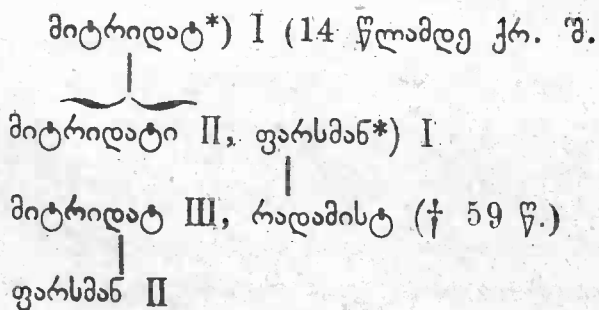 მიტრიდატ*) I (14 წლამდე ქრ. შ.
მიტრიდატი II, ფარსმან*) I
მიტრიდატ III, რადამისტ († 59 წ.)
ფარსმან II